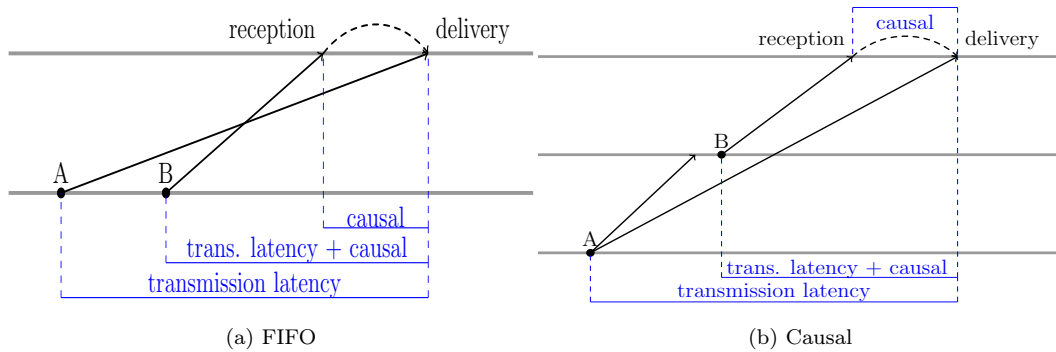 reception
delivery
A
B
causal
trans. latency + causal
transmission latency
(a) FIFO
causal
reception
delivery
B
A
trans. latency + causal
transmission latency
(b) Causal